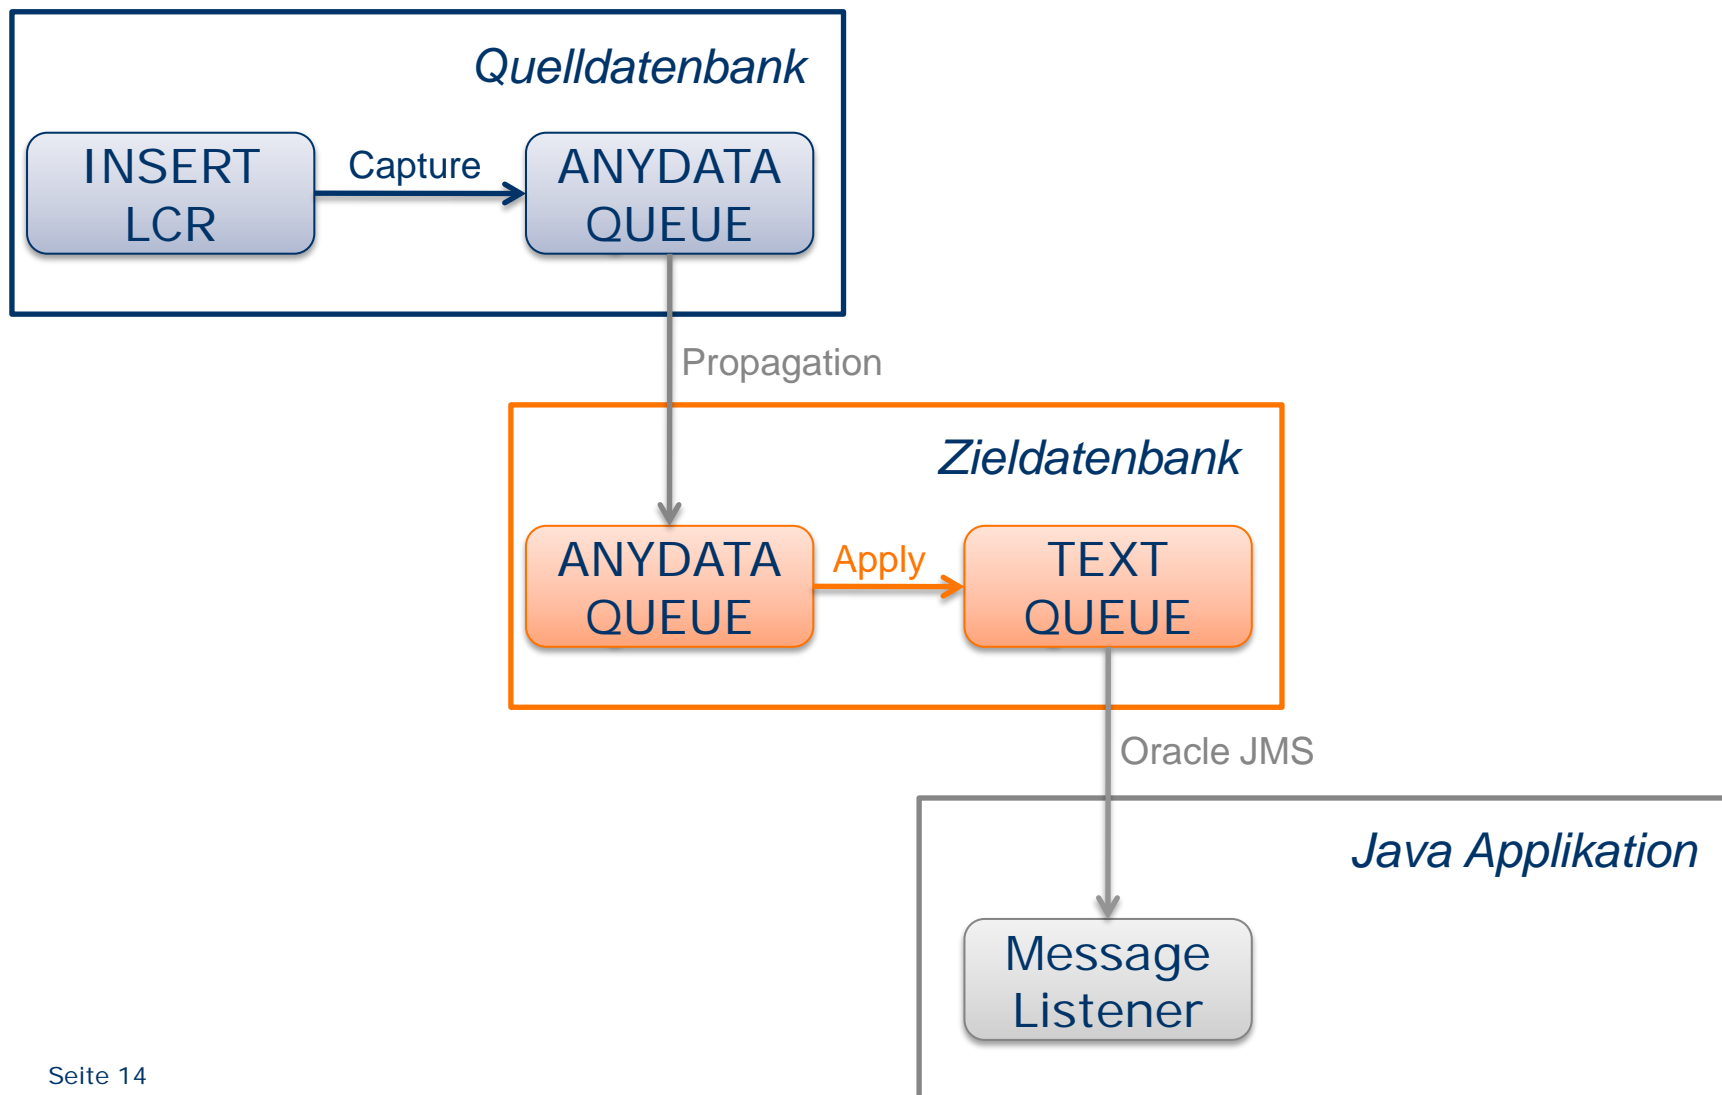 Quelldatenbank
INSERT
LCR
Capture
ANYDATA
QUEUE
Propagation
Zieldatenbank
ANYDATA
QUEUE
Apply
TEXT
QUEUE
Oracle JMS
Java Applikation
Message
Listener
Seite 14